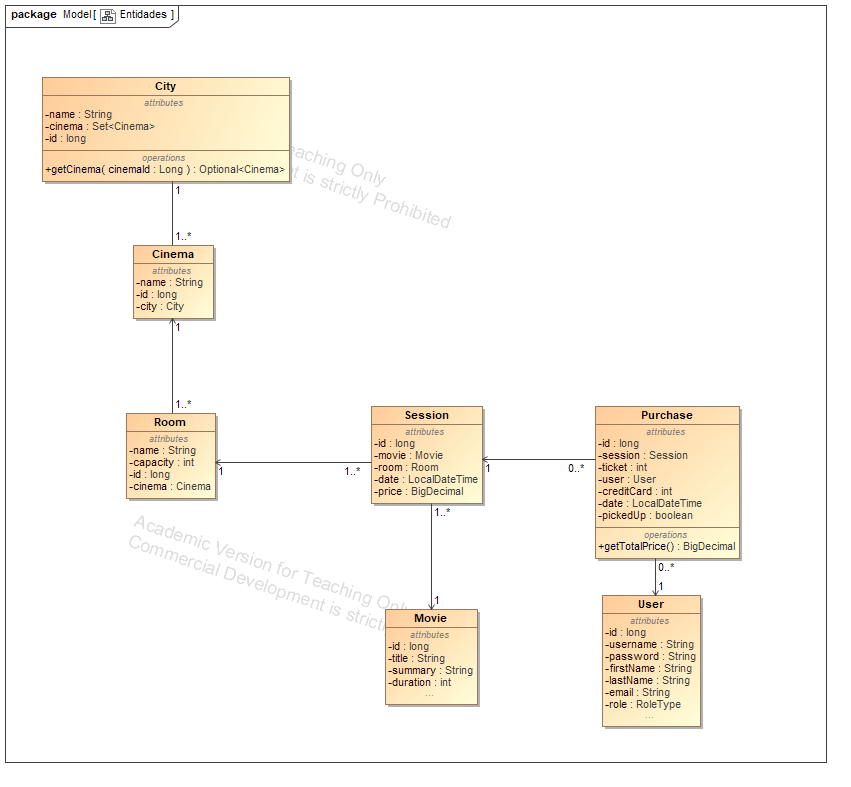 package Model[ Entidades ]
City
attributes
-name : String
-cinema : Set<Cinema>
-id : long
operations
+getCinema( cinemaId : Long ) : Optional<Cinema>
eaching Only
t is strictly Prohibited
1
1..*
Cinema
attributes
-name : String
-id : long
-city : City
1
1..*
Room
attributes
-name : String
-capacity : int
-id : long
-cinema : Cinema
1
1..*
Session
attributes
-id : long
-movie : Movie
-room : Room
-date : LocalDateTime
-price : BigDecimal
1
0..*
Purchase
attributes
-id : long
-session : Session
-ticket : int
-user : User
-creditCard : int
-date : LocalDateTime
-pickedUp : boolean
operations
+getTotalPrice() : BigDecimal
1..*
1
Academic Version for Teaching Only
Commercial Development is strict
Movie
attributes
-id : long
-title : String
-summary : String
-duration : int
...
0..*
1
User
attributes
-id : long
-username : String
-password : String
-firstName : String
-lastName : String
-email : String
-role : RoleType
...